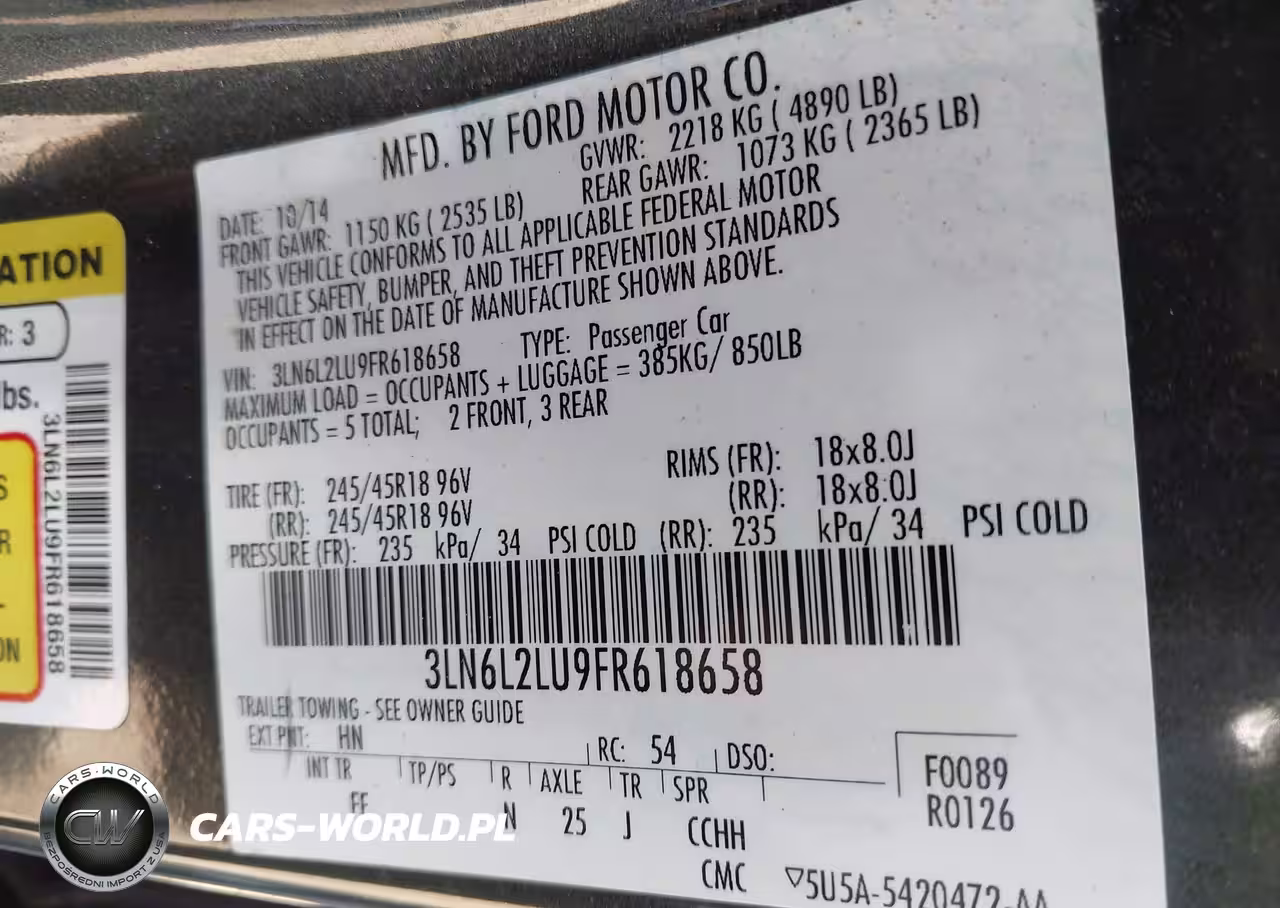 MFD. BY FORD MOTOR CO.
DATE: 10/14 GVWR: 2218 KG ( 4890 LB)
FRONT GAWR: 1150 KG ( 2535 LB) REAR GAWR: 1073 KG ( 2365 LB)
THIS VEHICLE CONFORMS TO ALL APPLICABLE FEDERAL MOTOR
VEHICLE SAFETY, BUMPER, AND THEFT PREVENTION STANDARDS
IN EFFECT ON THE DATE OF MANUFACTURE SHOWN ABOVE.
VIN: 3LN6L2LU9FR618658 TYPE: Passenger Car
MAXIMUM LOAD = OCCUPANTS + LUGGAGE = 385KG/ 850LB
OCCUPANTS = 5 TOTAL; 2 FRONT, 3 REAR
TIRE (FR): 245/45R18 96V RIMS (FR): 18x8.0J
(RR): 245/45R18 96V (RR): 18x8.0J
PRESSURE (FR): 235 kPa/ 34 PSI COLD (RR): 235 kPa/ 34 PSI COLD
3LN6L2LU9FR618658
TRAILER TOWING - SEE OWNER GUIDE
EXT PNT: HN RC: 54 DSO:
INT TR TP/PS R AXLE TR SPR
FF N 25 J CCHH
CMC ▽5U5A-5420472-AA
F0089
R0126
ATION
R: 3
lbs.
3LN6L2LU9FR618658
S
R
L
ON
CARS-WORLD
CW
BEZPOŚREDNI IMPORT Z USA
CARS-WORLD.PL